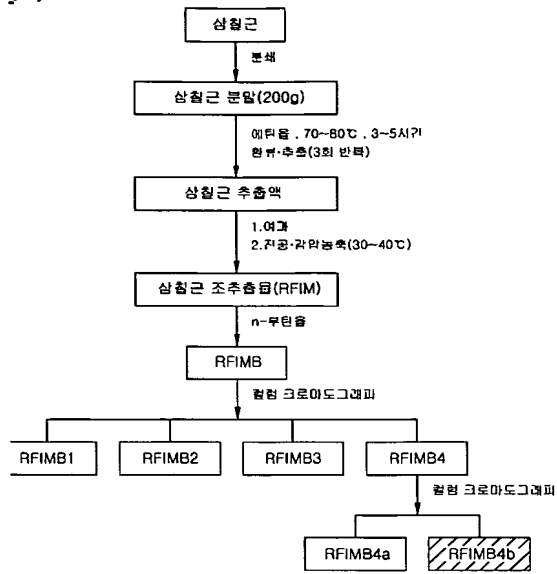 삼칠근
분쇄
삼칠근 분말(200g)
에탄올 , 70~80℃ , 3~5시간
환류·추출(3회 반복)
삼칠근 추출액
1.여과
2.진공·감압농축(30~40℃)
삼칠근 조추출물(RFIM)
n-부탄올
RFIMB
컬럼 크로마도그래피
RFIMB1 RFIMB2 RFIMB3 RFIMB4
컬럼 크로마도그래피
RFIMB4a RFIMB4b